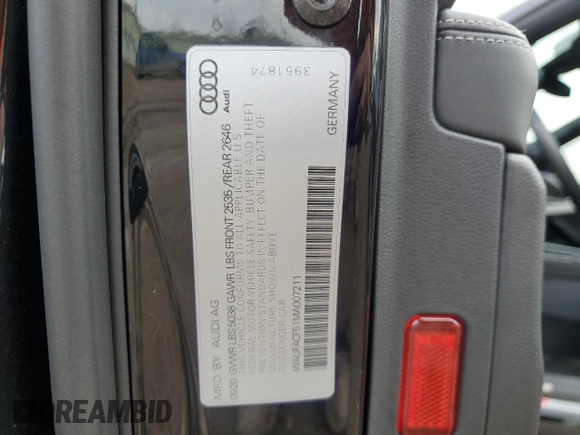 3951874
Audi
GERMANY
MFD. BY AUDI AG
09.20 GVWR LBS 5038 GAWR LBS FRONT 2535 / REAR 2646
THIS VEHICLE CONFORMS TO ALL APPLICABLE U.S.
FEDERAL MOTOR VEHICLE SAFETY, BUMPER AND THEFT
PREVENTION STANDARDS IN EFFECT ON THE DATE OF
MANUFACTURE SHOWN ABOVE.
PASSENGER CAR
WAUFACF51MA007211
DREAMBID